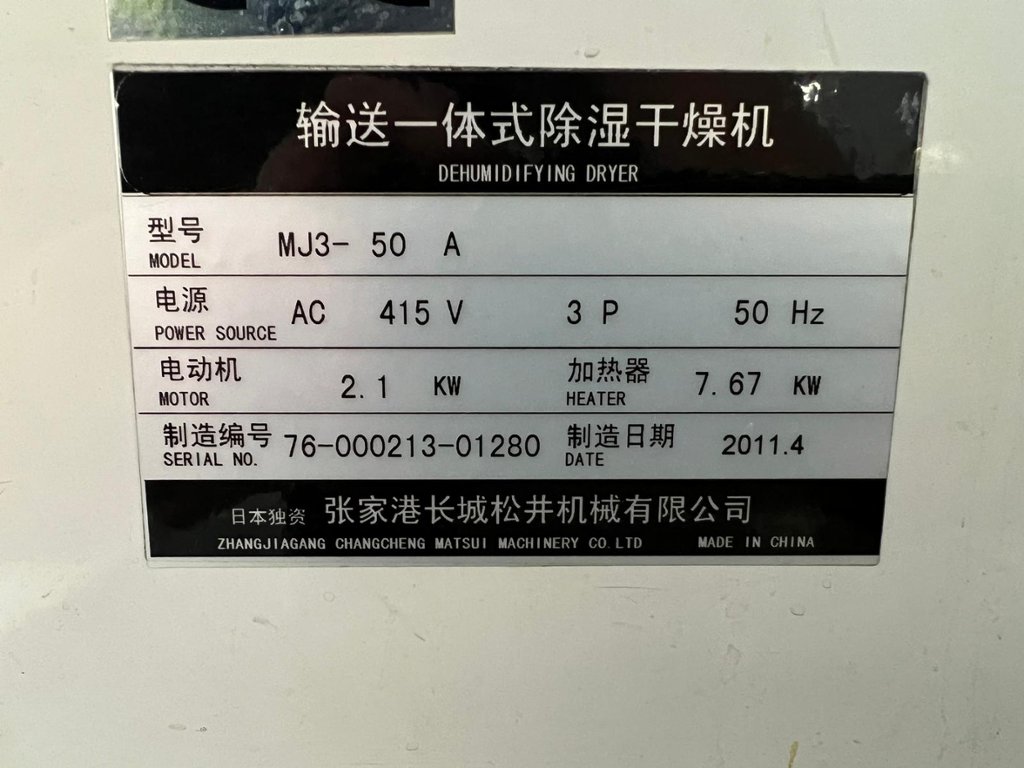 输送一体式除湿干燥机
DEHUMIDIFYING DRYER
型号
MODEL
MJ3- 50 A
电源
POWER SOURCE
AC 415 V 3 P 50 Hz
电动机
MOTOR
2.1 KW
加热器
HEATER
7.67 KW
制造编号
SERIAL NO.
76-000213-01280
制造日期
DATE
2011.4
日本独资 张家港长城松井机械有限公司
ZHANGJIAGANG CHANGCHENG MATSUI MACHINERY CO.LTD MADE IN CHINA